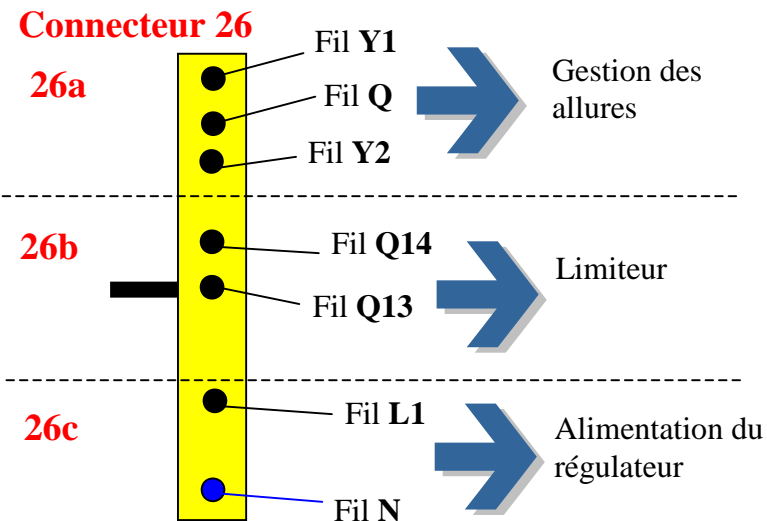 Connecteur 26
26a
Fil Y1
Fil Q
Fil Y2
Gestion des
allures
26b
Fil Q14
Fil Q13
Limiteur
26c
Fil L1
Fil N
Alimentation du
régulateur